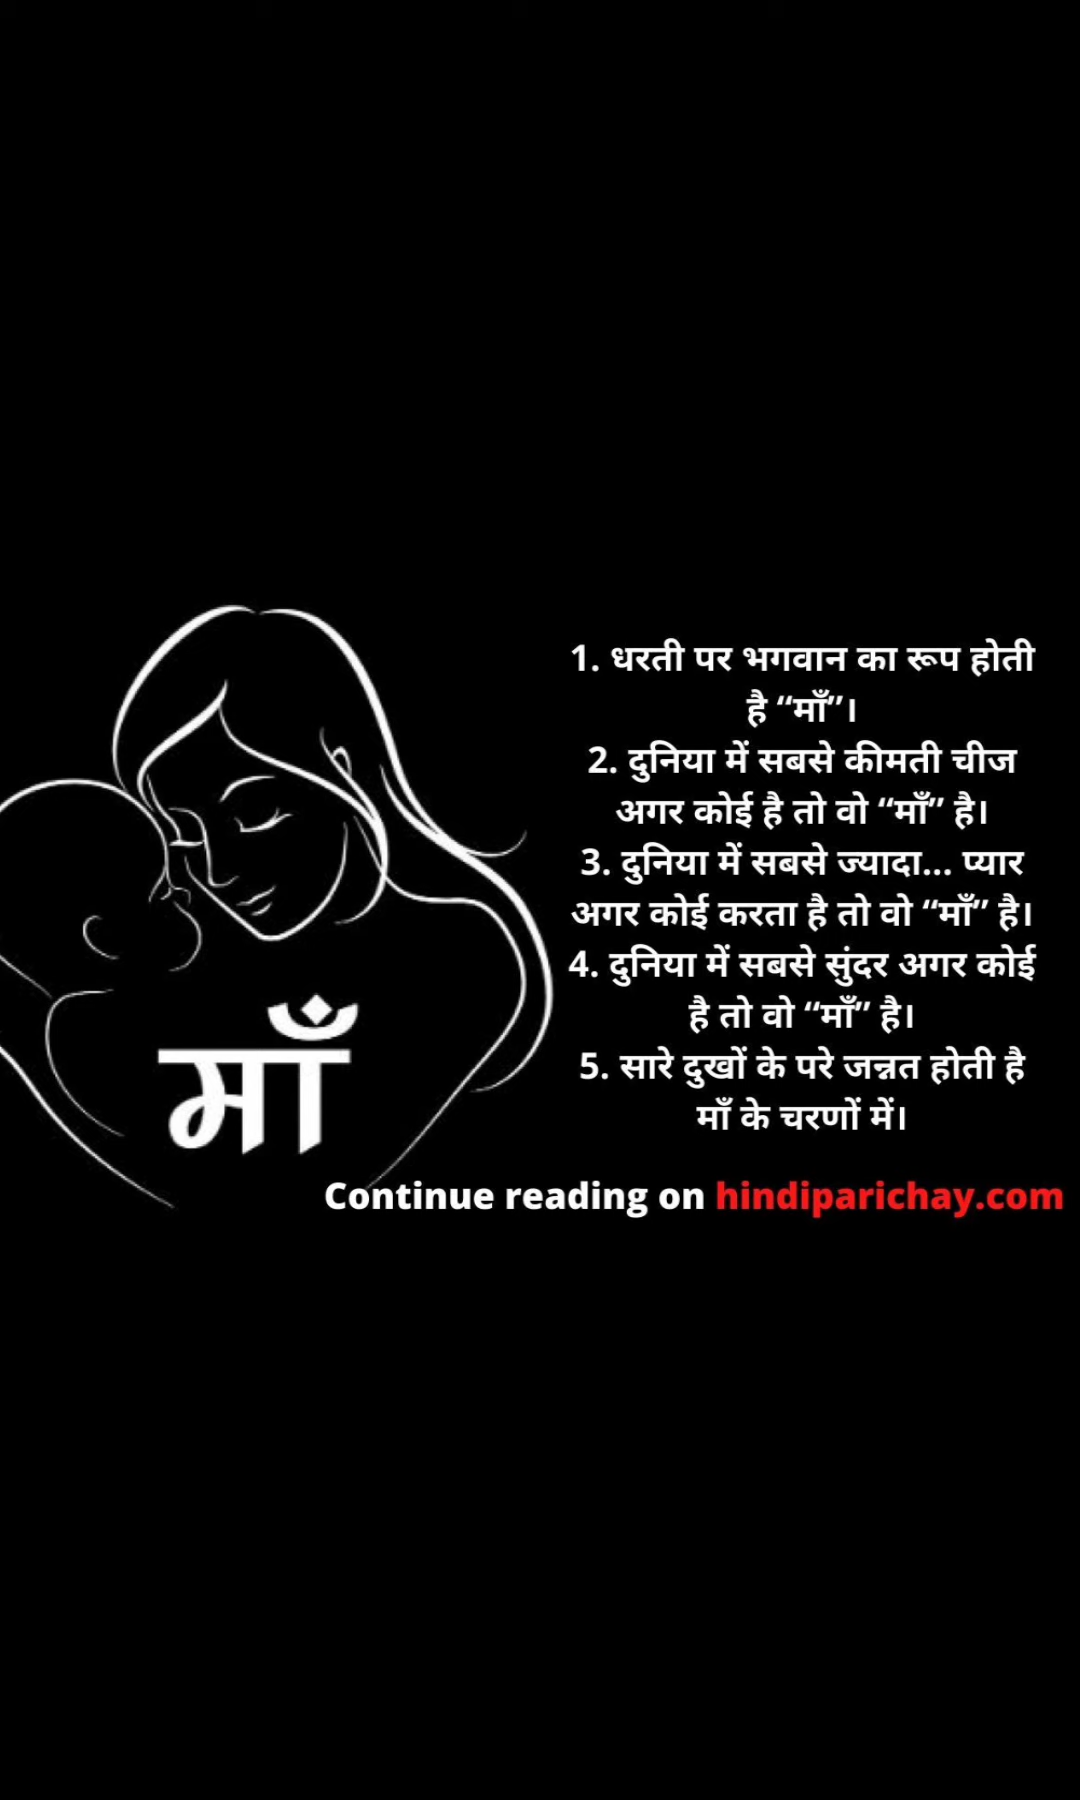 1. धरती पर भगवान का रूप होती
है “माँ”।
2. दुनिया में सबसे कीमती चीज
अगर कोई है तो वो “माँ” है।
3. दुनिया में सबसे ज्यादा... प्यार
अगर कोई करता है तो वो “माँ” है।
4. दुनिया में सबसे सुंदर अगर कोई
है तो वो “माँ” है।
5. सारे दुखों के परे जन्नत होती है
माँ के चरणों में।
माँ
Continue reading on hindiparichay.com